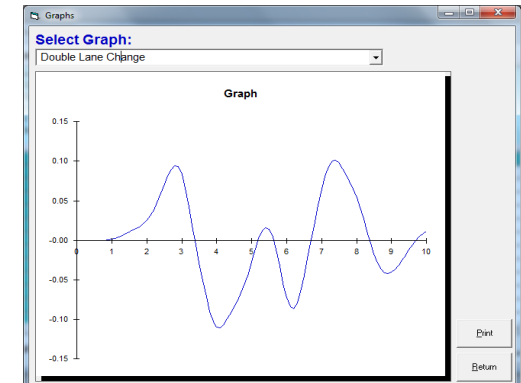 Graphs
Select Graph:
Double Lane Change
Graph
0.15
0.10
0.05
-0.00
0 1 2 3 4 5 6 7 8 9 10
-0.05
-0.10
-0.15
Print
Return